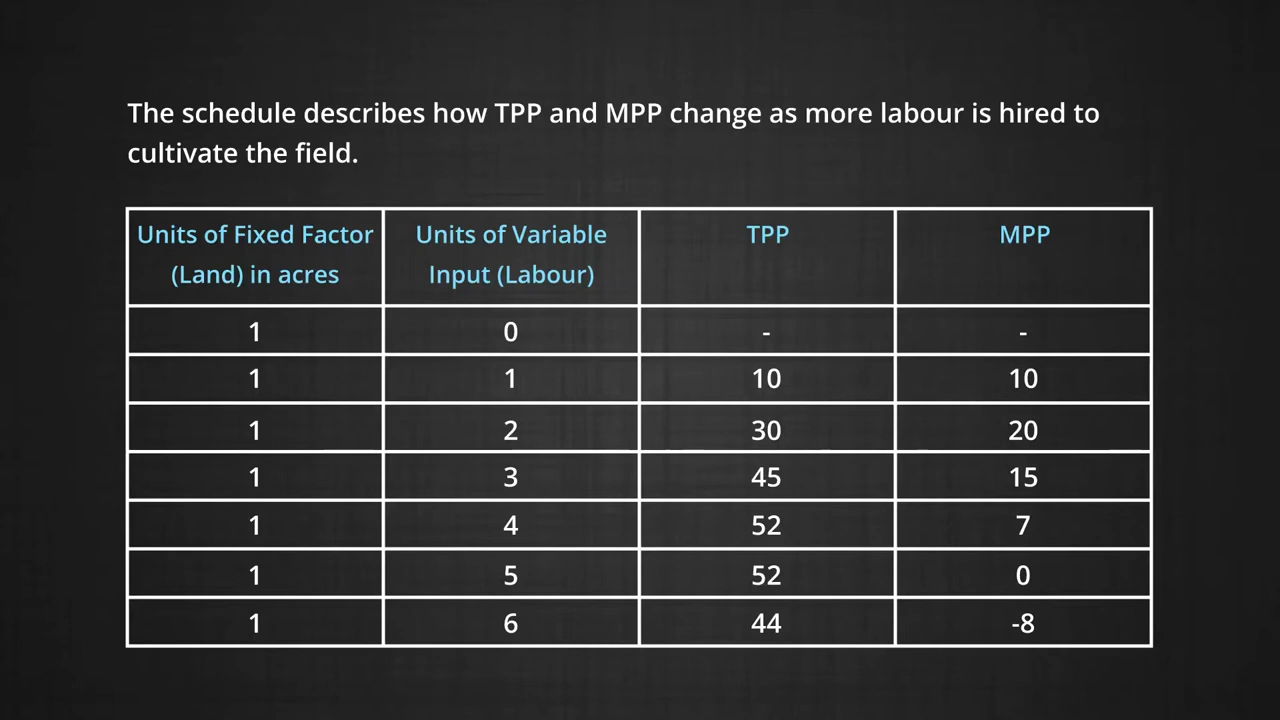 The schedule describes how TPP and MPP change as more labour is hired to
cultivate the field.
Units of Fixed Factor (Land) in acres | Units of Variable Input (Labour) | TPP | MPP
1 | 0 | - | -
1 | 1 | 10 | 10
1 | 2 | 30 | 20
1 | 3 | 45 | 15
1 | 4 | 52 | 7
1 | 5 | 52 | 0
1 | 6 | 44 | -8